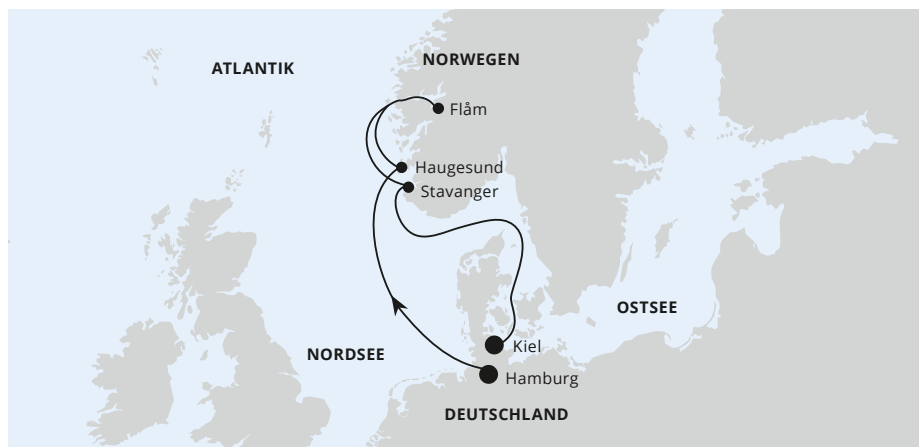 NORWEGEN
ATLANTIK
Flåm
Haugesund
Stavanger
OSTSEE
Kiel
NORDSEE
Hamburg
DEUTSCHLAND